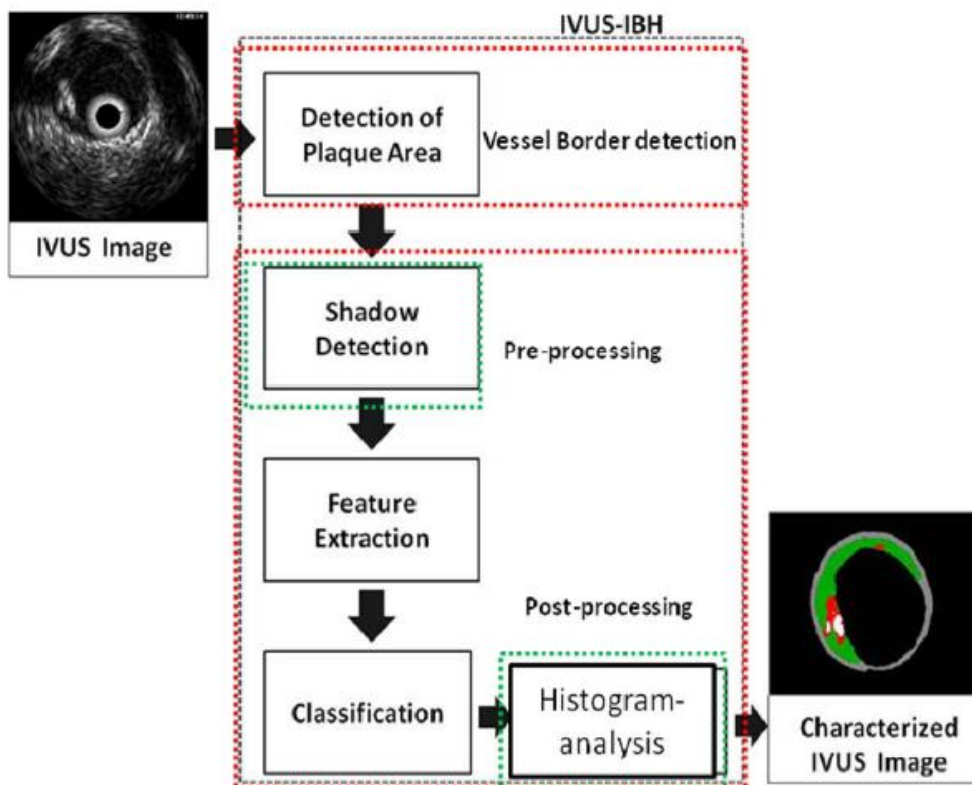 IVUS-IBH
Detection of
Plaque Area
Vessel Border detection
IVUS Image
Shadow
Detection
Pre-processing
Feature
Extraction
Post-processing
Classification
Histogram-
analysis
Characterized
IVUS Image